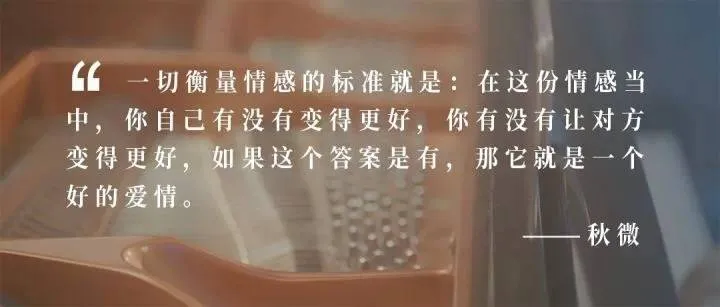 “ 一切衡量情感的标准就是：在这份情感当
中，你自己有没有变得更好，你有没有让对方
变得更好，如果这个答案是有，那它就是一个
好的爱情。
——秋微